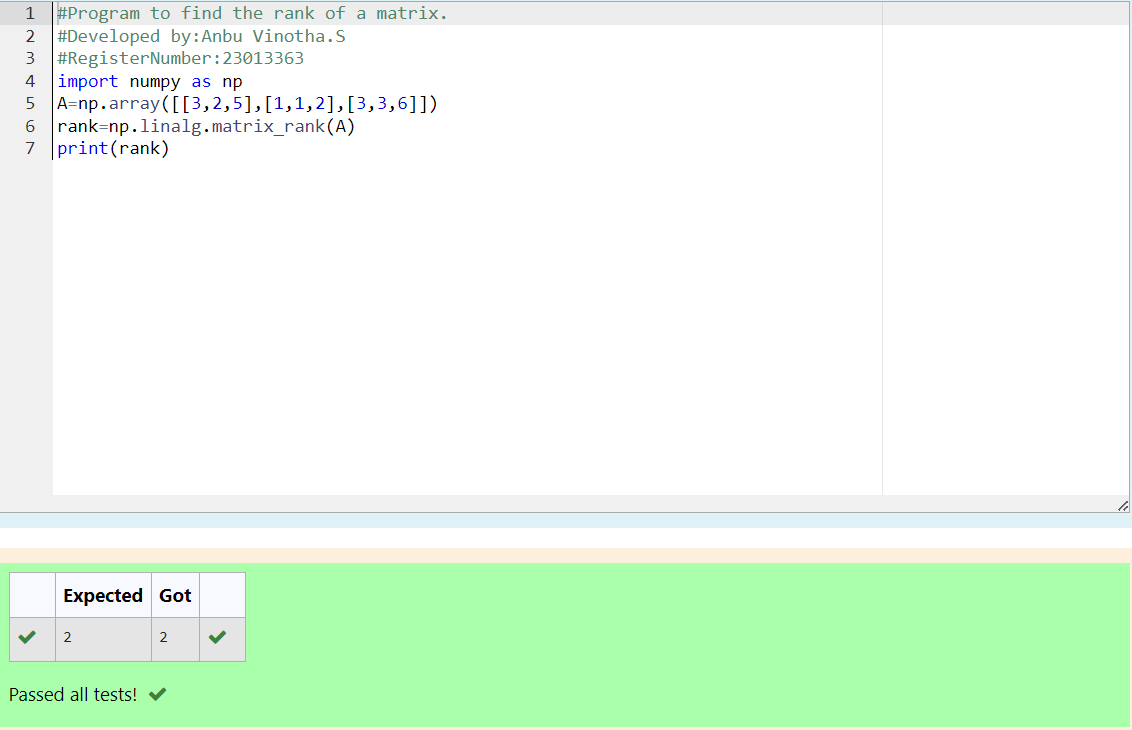 1 #Program to find the rank of a matrix.
2 #Developed by:Anbu Vinotha.S
3 #RegisterNumber:23013363
4 import numpy as np
5 A=np.array([[3,2,5],[1,1,2],[3,3,6]])
6 rank=np.linalg.matrix_rank(A)
7 print(rank)
Expected Got
2 2
Passed all tests!